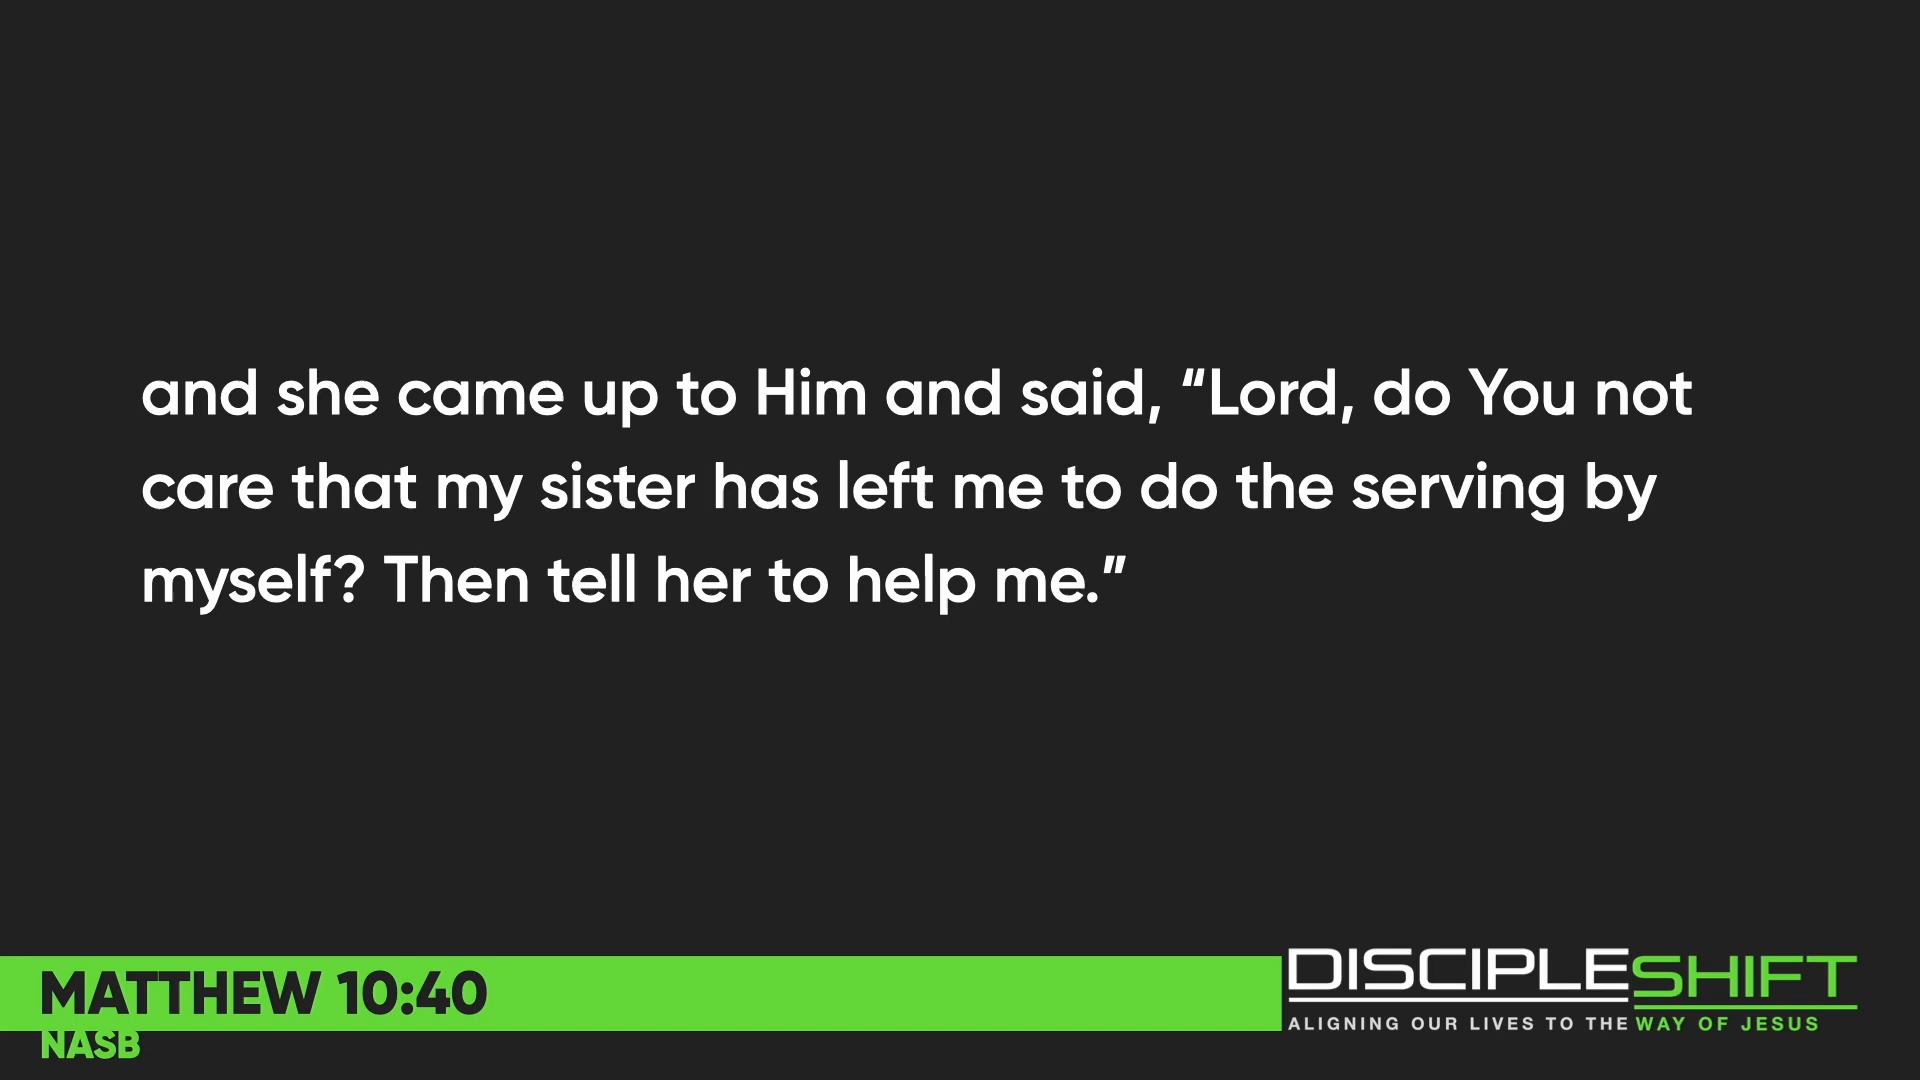 and she came up to Him and said, “Lord, do You not
care that my sister has left me to do the serving by
myself? Then tell her to help me.”
MATTHEW 10:40
NASB
DISCIPLESHIFT
ALIGNING OUR LIVES TO THE WAY OF JESUS